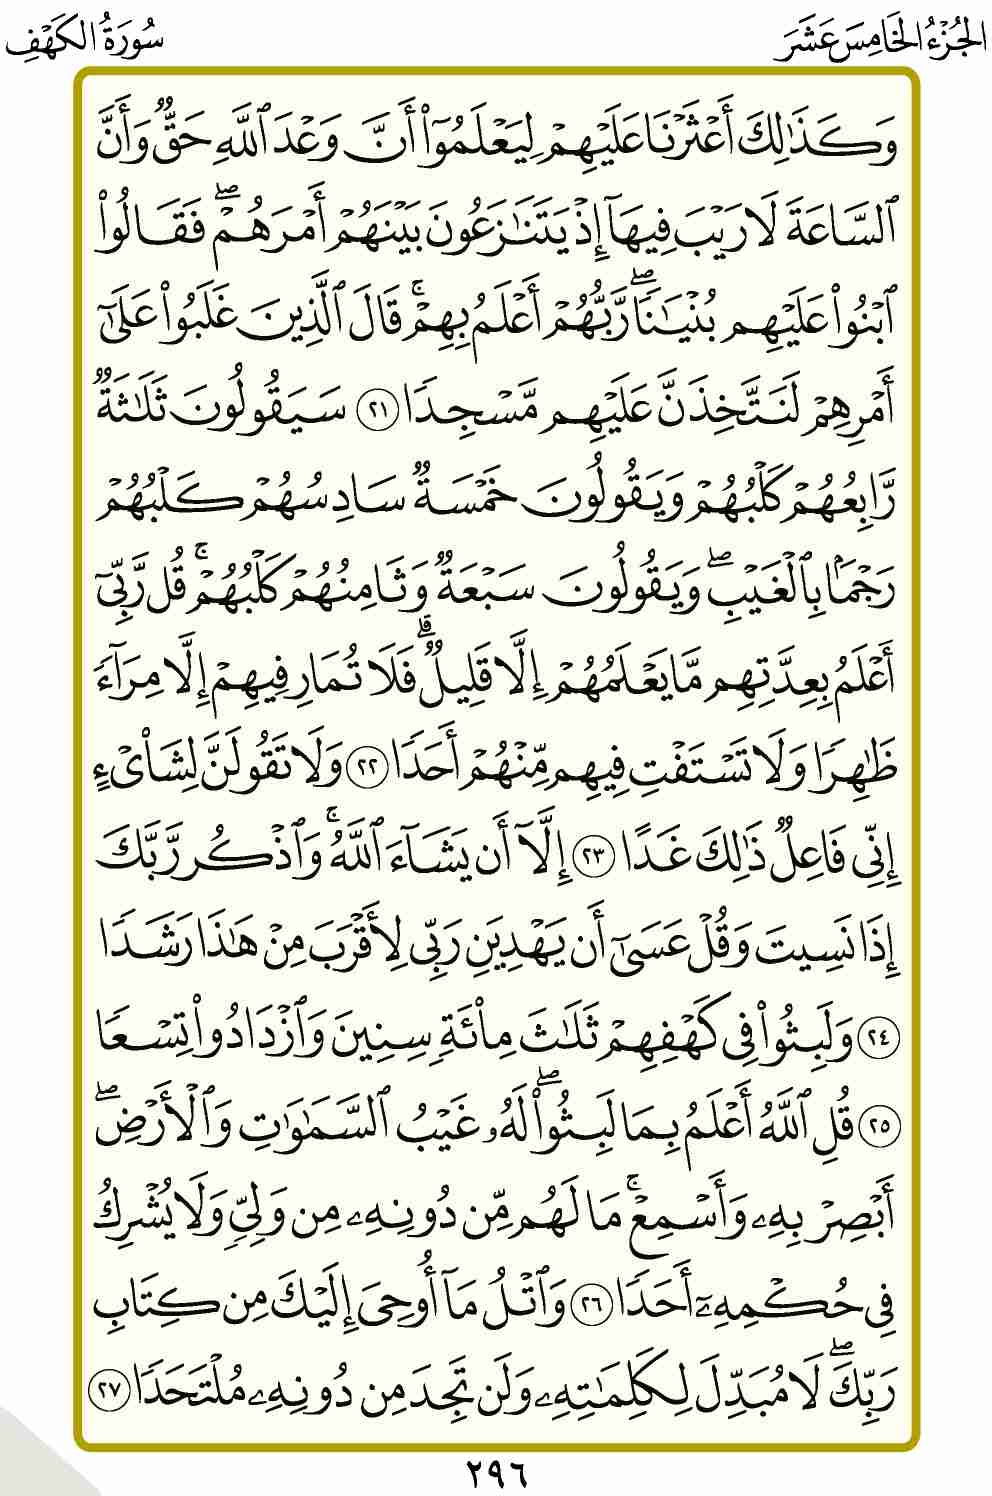 الجُزْءُ الخَامِسَ عَشَرَ
سُورَةُ الكَهْفِ
وَكَذَٰلِكَ أَعْثَرْنَا عَلَيْهِمْ لِيَعْلَمُوٓا۟ أَنَّ وَعْدَ ٱللَّهِ حَقٌّ وَأَنَّ
ٱلسَّاعَةَ لَا رَيْبَ فِيهَآ إِذْ يَتَنَٰزَعُونَ بَيْنَهُمْ أَمْرَهُمْ ۖ فَقَالُوا۟
ٱبْنُوا۟ عَلَيْهِم بُنْيَٰنًا ۖ رَّبُّهُمْ أَعْلَمُ بِهِمْ ۚ قَالَ ٱلَّذِينَ غَلَبُوا۟ عَلَىٰٓ
أَمْرِهِمْ لَنَتَّخِذَنَّ عَلَيْهِم مَّسْجِدًا ٢١ سَيَقُولُونَ ثَلَٰثَةٌ
رَّابِعُهُمْ كَلْبُهُمْ وَيَقُولُونَ خَمْسَةٌ سَادِسُهُمْ كَلْبُهُمْ
رَجْمًۢا بِٱلْغَيْبِ ۖ وَيَقُولُونَ سَبْعَةٌ وَثَامِنُهُمْ كَلْبُهُمْ ۚ قُل رَّبِّىٓ
أَعْلَمُ بِعِدَّتِهِم مَّا يَعْلَمُهُمْ إِلَّا قَلِيلٌ ۗ فَلَا تُمَارِ فِيهِمْ إِلَّا مِرَآءً
ظَٰهِرًا وَلَا تَسْتَفْتِ فِيهِم مِّنْهُمْ أَحَدًا ٢٢ وَلَا تَقُولَنَّ لِشَا۟ىْءٍ
إِنِّى فَاعِلٌ ذَٰلِكَ غَدًا ٢٣ إِلَّآ أَن يَشَآءَ ٱللَّهُ ۚ وَٱذْكُر رَّبَّكَ
إِذَا نَسِيتَ وَقُلْ عَسَىٰٓ أَن يَهْدِيَنِ رَبِّى لِأَقْرَبَ مِنْ هَٰذَا رَشَدًا
٢٤ وَلَبِثُوا۟ فِى كَهْفِهِمْ ثَلَٰثَ مِا۟ئَةٍ سِنِينَ وَٱزْدَادُوا۟ تِسْعًا
٢٥ قُلِ ٱللَّهُ أَعْلَمُ بِمَا لَبِثُوا۟ ۖ لَهُۥ غَيْبُ ٱلسَّمَٰوَٰتِ وَٱلْأَرْضِ ۖ
أَبْصِرْ بِهِۦ وَأَسْمِعْ ۚ مَا لَهُم مِّن دُونِهِۦ مِن وَلِىٍّ وَلَا يُشْرِكُ
فِى حُكْمِهِۦٓ أَحَدًا ٢٦ وَٱتْلُ مَآ أُوحِىَ إِلَيْكَ مِن كِتَابِ
رَبِّكَ ۖ لَا مُبَدِّلَ لِكَلِمَٰتِهِۦ وَلَن تَجِدَ مِن دُونِهِۦ مُلْتَحَدًا ٢٧
٢٩٦